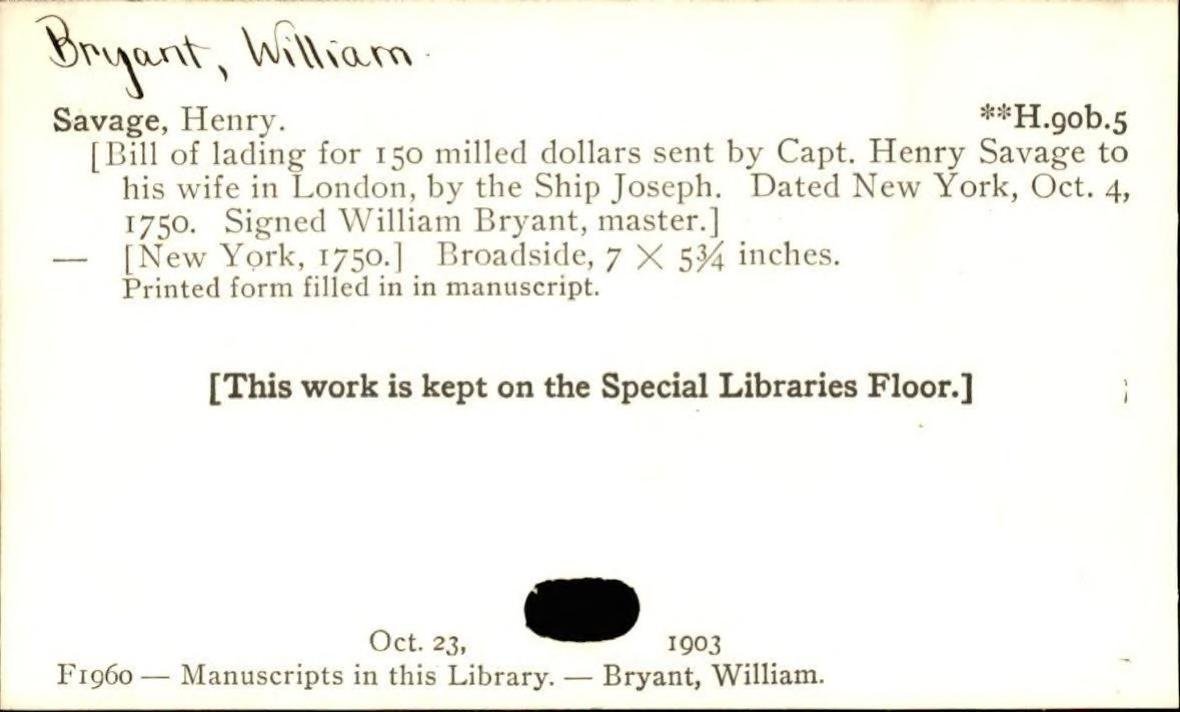 Bryant, William
Savage, Henry. **H.90b.5
[Bill of lading for 150 milled dollars sent by Capt. Henry Savage to
his wife in London, by the Ship Joseph. Dated New York, Oct. 4,
1750. Signed William Bryant, master.]
— [New York, 1750.] Broadside, 7 × 5¾ inches.
Printed form filled in in manuscript.
[This work is kept on the Special Libraries Floor.]
Oct. 23, 1903
F1960 — Manuscripts in this Library. — Bryant, William.